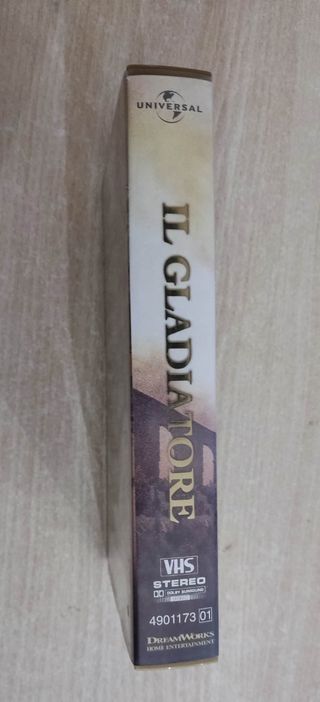 UNIVERSAL
IL GLADIATORE
VHS
STEREO
DOLBY SURROUND
4901173 01
DREAMWORKS
HOME ENTERTAINMENT